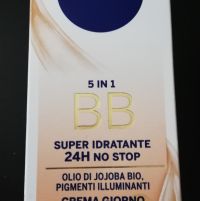 5 IN 1
BB
SUPER IDRATANTE
24H NO STOP
OLIO DI JOJOBA BIO,
PIGMENTI ILLUMINANTI
CREMA GIORNO